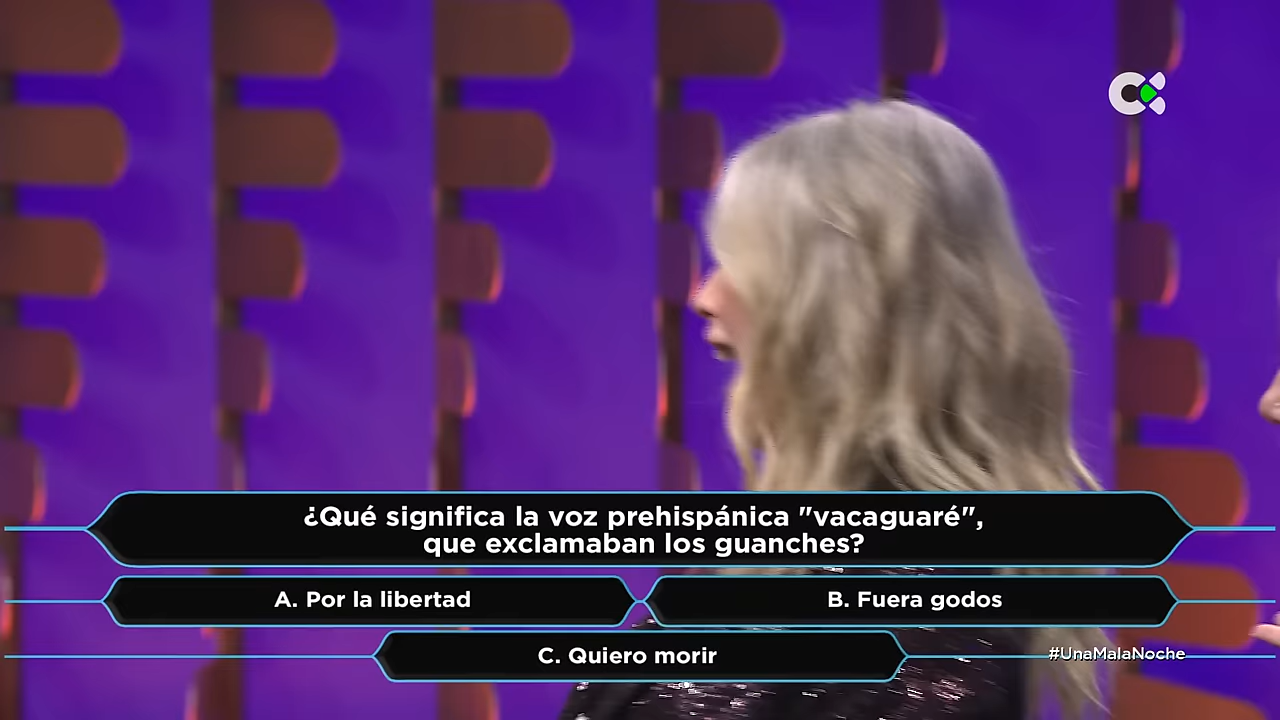 ¿Qué significa la voz prehispánica "vacaguaré",
que exclamaban los guanches?
A. Por la libertad
B. Fuera godos
C. Quiero morir
#UnaMalaNoche